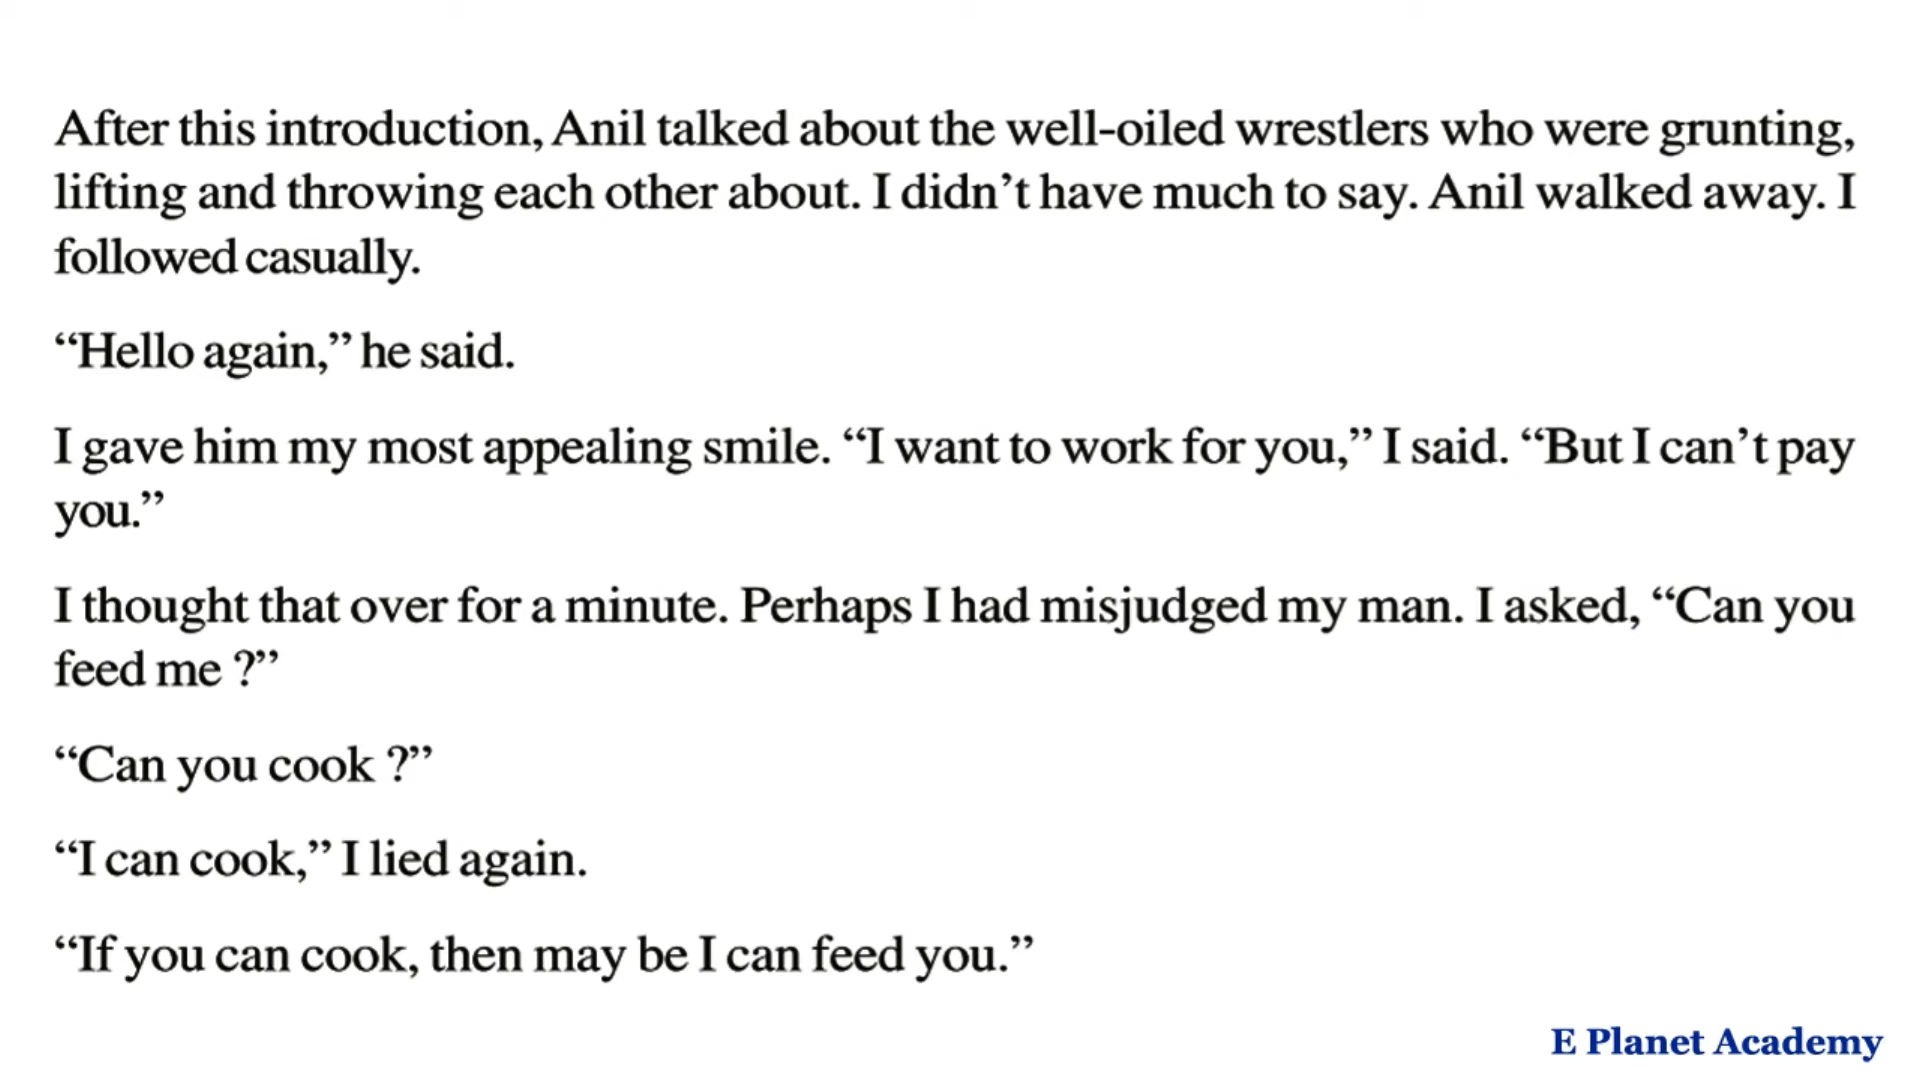 After this introduction, Anil talked about the well-oiled wrestlers who were grunting,
lifting and throwing each other about. I didn’t have much to say. Anil walked away. I
followed casually.
“Hello again,” he said.
I gave him my most appealing smile. “I want to work for you,” I said. “But I can’t pay
you.”
I thought that over for a minute. Perhaps I had misjudged my man. I asked, “Can you
feed me ?”
“Can you cook ?”
“I can cook,” I lied again.
“If you can cook, then may be I can feed you.”
E Planet Academy